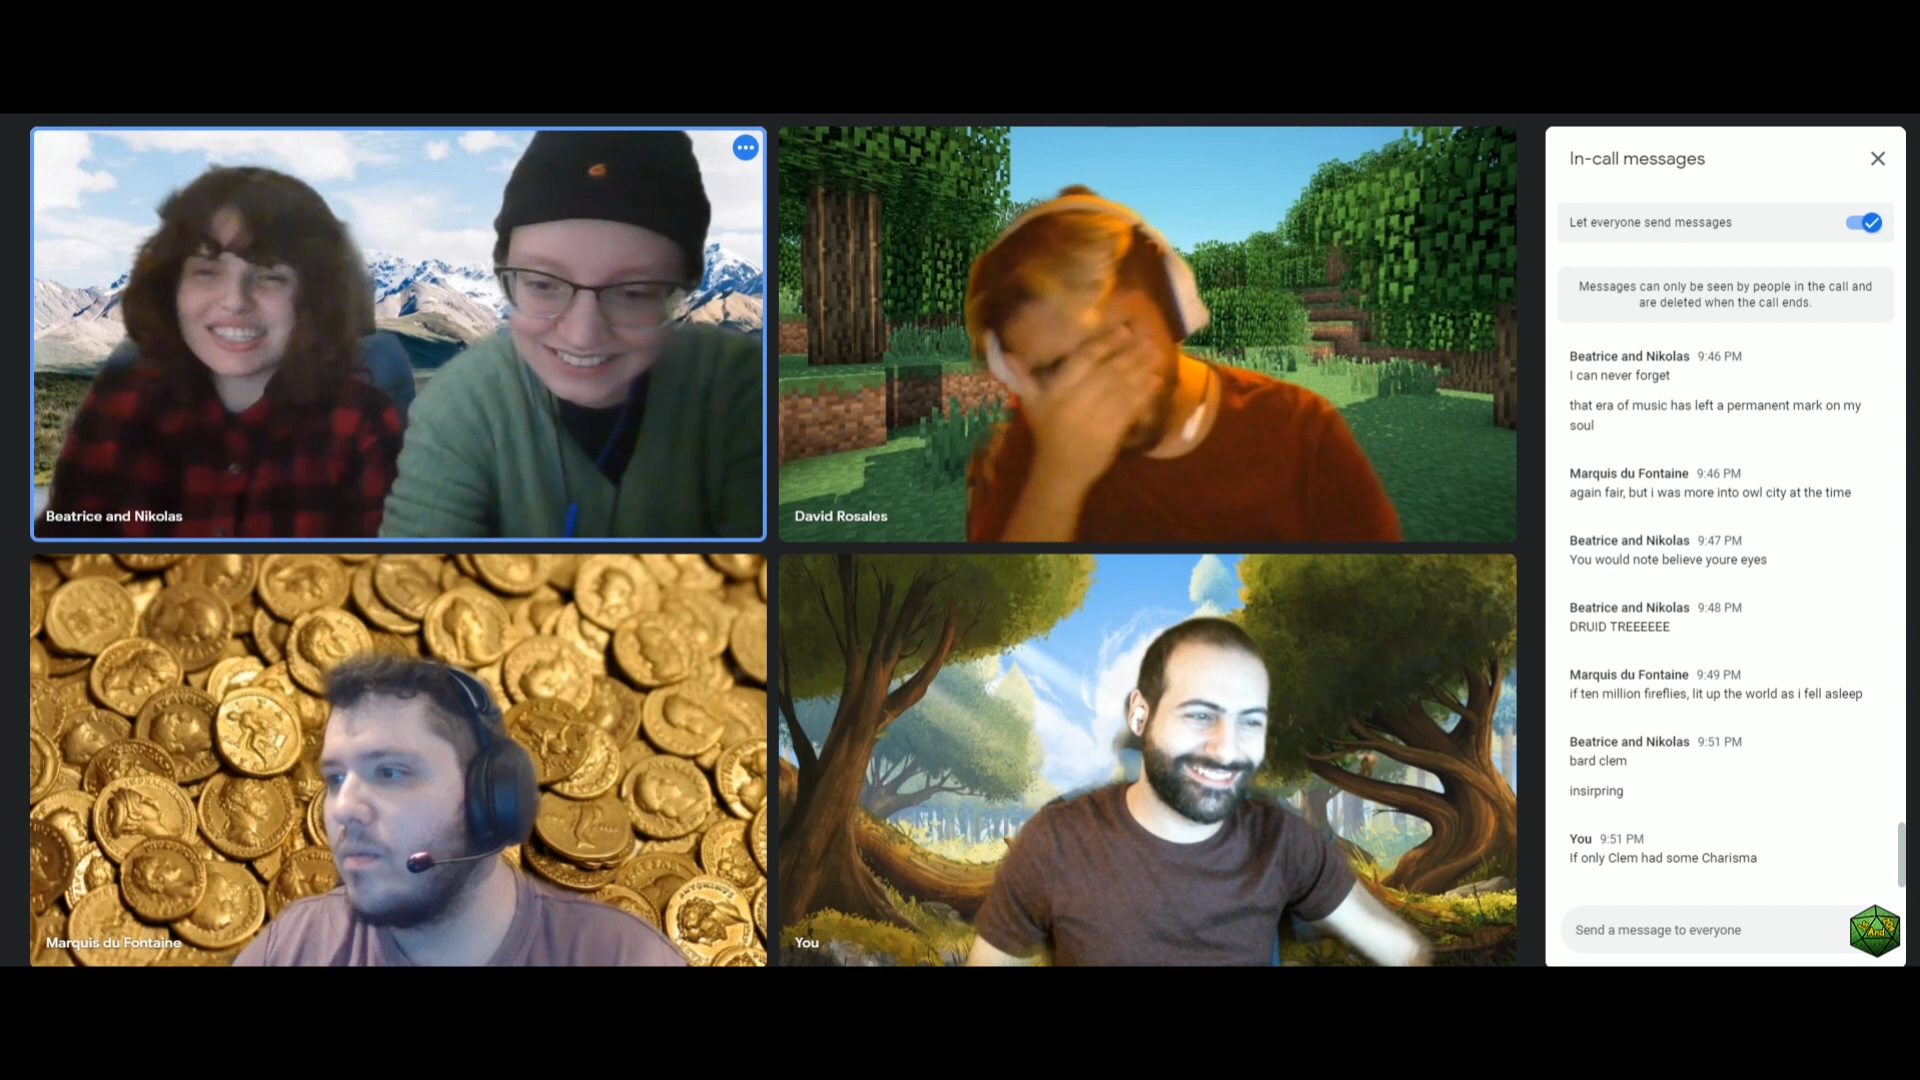 Beatrice and Nikolas
David Rosales
Marquis du Fontaine
You
In-call messages
Let everyone send messages
Messages can only be seen by people in the call and
are deleted when the call ends.
Beatrice and Nikolas 9:46 PM
I can never forget
that era of music has left a permanent mark on my
soul
Marquis du Fontaine 9:46 PM
again fair, but i was more into owl city at the time
Beatrice and Nikolas 9:47 PM
You would note believe youre eyes
Beatrice and Nikolas 9:48 PM
DRUID TREEEEEE
Marquis du Fontaine 9:49 PM
if ten million fireflies, lit up the world as i fell asleep
Beatrice and Nikolas 9:51 PM
bard clem
insirpring
You 9:51 PM
If only Clem had some Charisma
Send a message to everyone
And